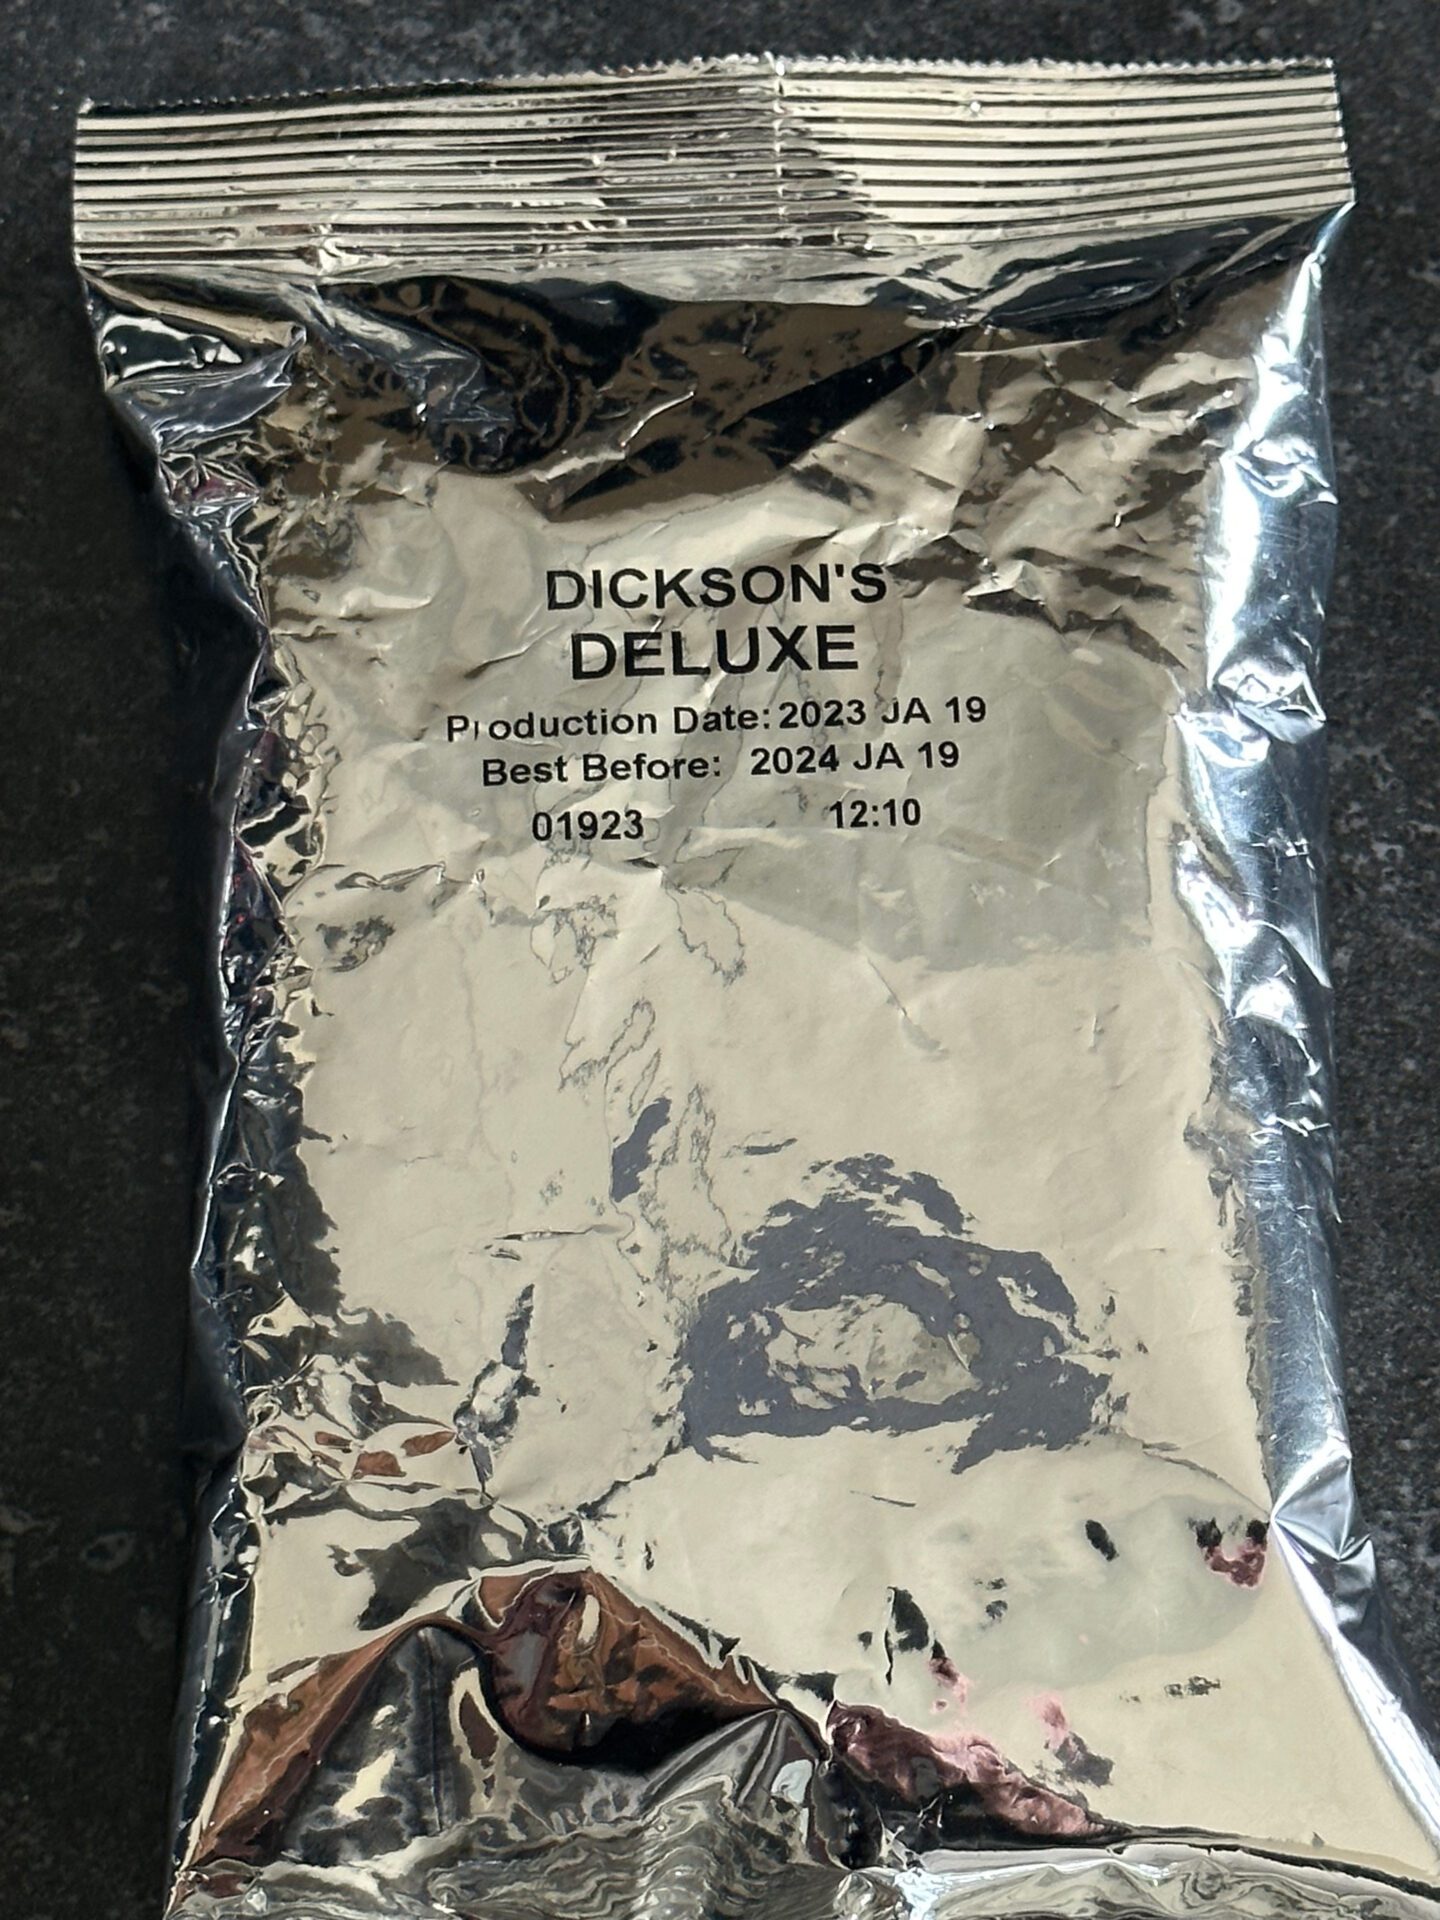 DICKSON'S
DELUXE
Production Date: 2023 JA 19
Best Before: 2024 JA 19
01923 12:10